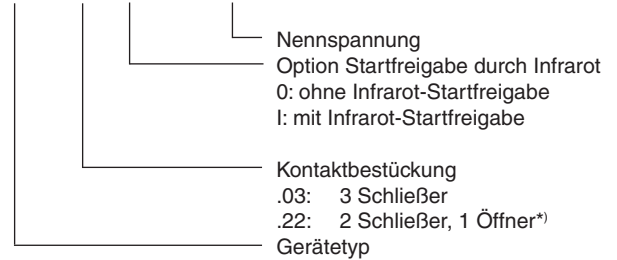 Nennspannung
Option Startfreigabe durch Infrarot
0: ohne Infrarot-Startfreigabe
I: mit Infrarot-Startfreigabe
Kontaktbestückung
.03: 3 Schließer
.22: 2 Schließer, 1 Öffner*)
Gerätetyp